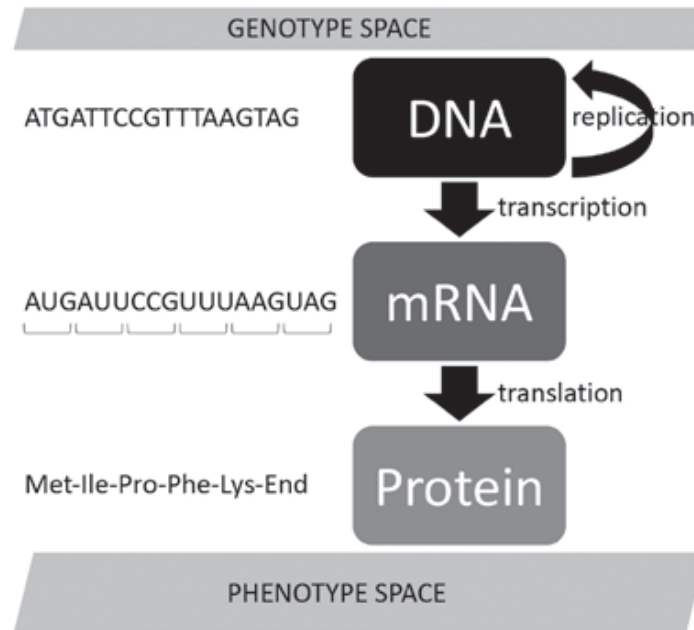 GENOTYPE SPACE
ATGATTCCGTTTAAGTAG
DNA
replication
transcription
AUGAUUCCGUUUAAGUAG
mRNA
translation
Met-Ile-Pro-Phe-Lys-End
Protein
PHENOTYPE SPACE